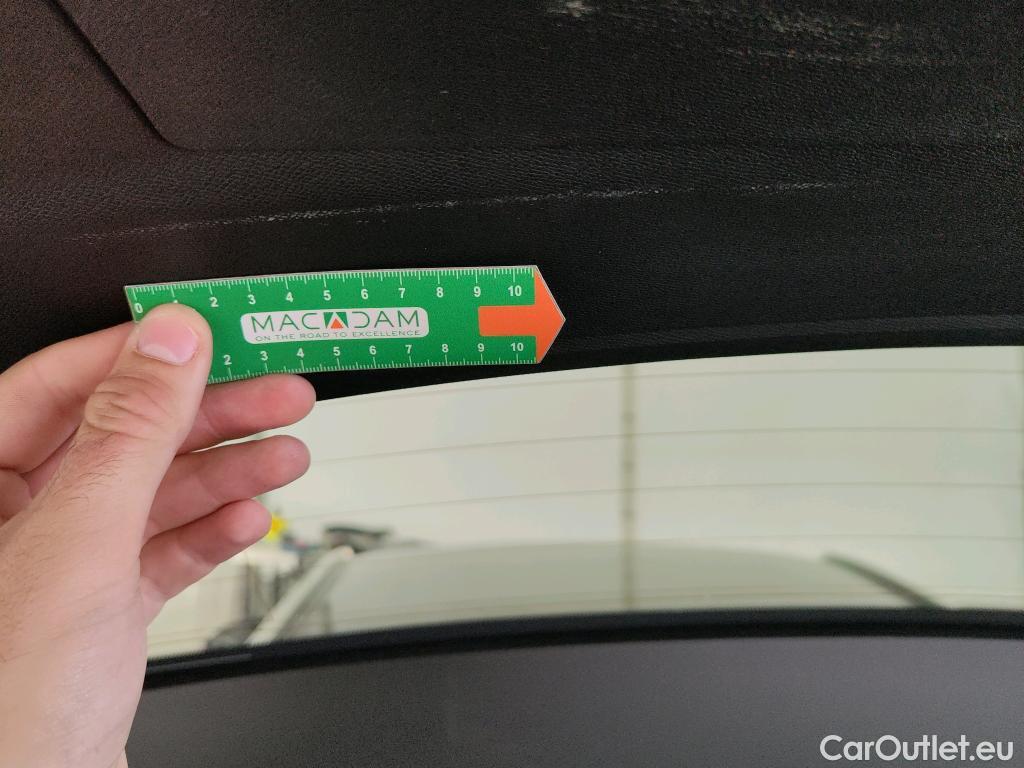 0 1 2 3 4 5 6 7 8 9 10
MACADAM
ON THE ROAD TO EXCELLENCE
2 3 4 5 6 7 8 9 10
CarOutlet.eu